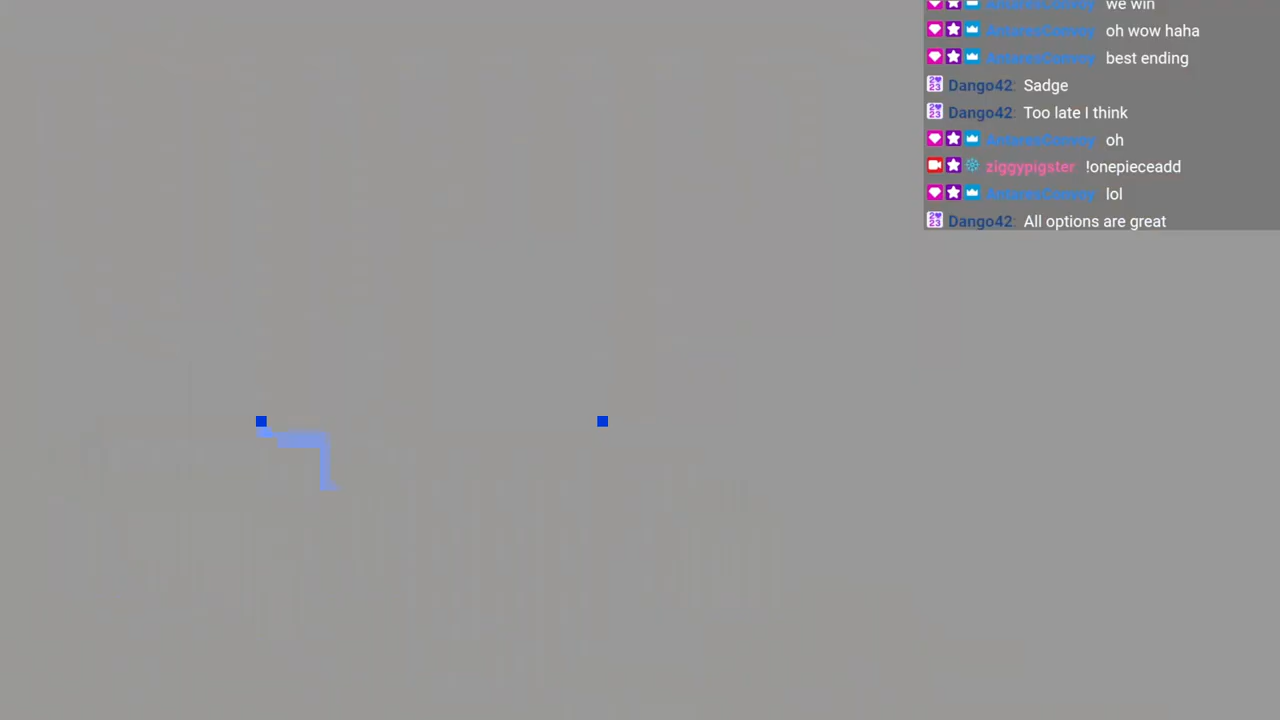 we win
oh wow haha
best ending
Dango42: Sadge
Dango42: Too late I think
oh
ziggypigster !onepieceadd
lol
Dango42: All options are great